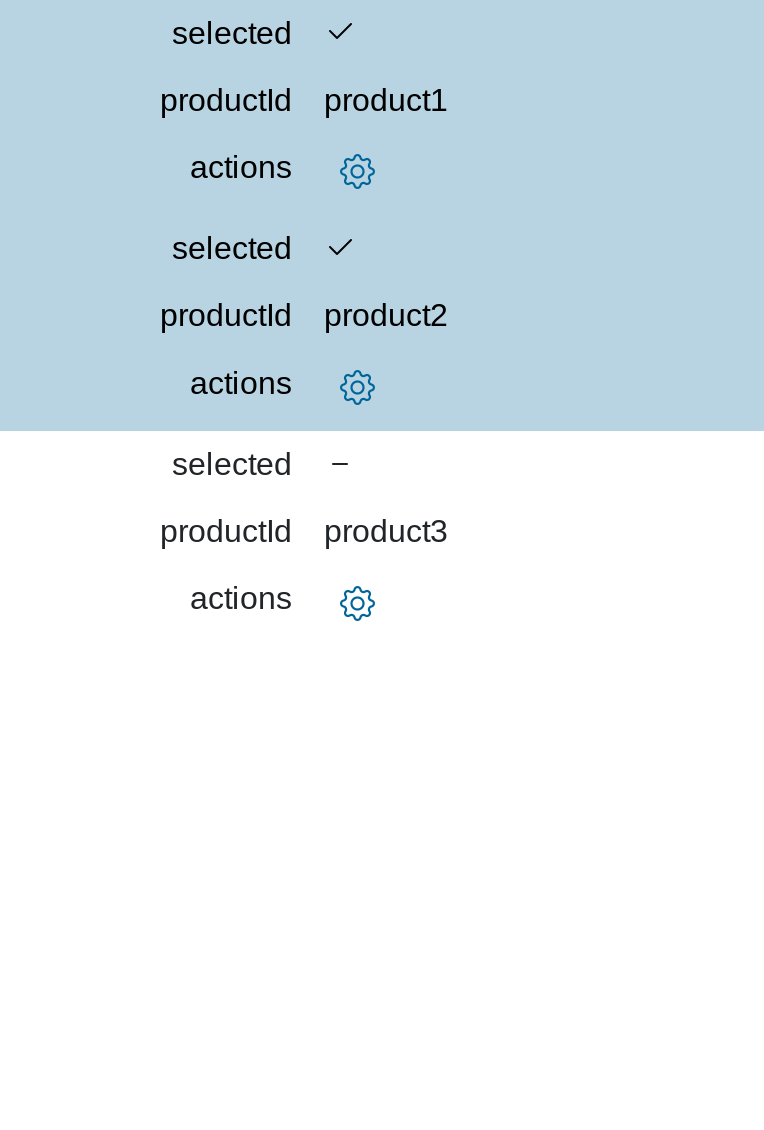 selected
productId product1
actions
selected
productId product2
actions
selected –
productId product3
actions